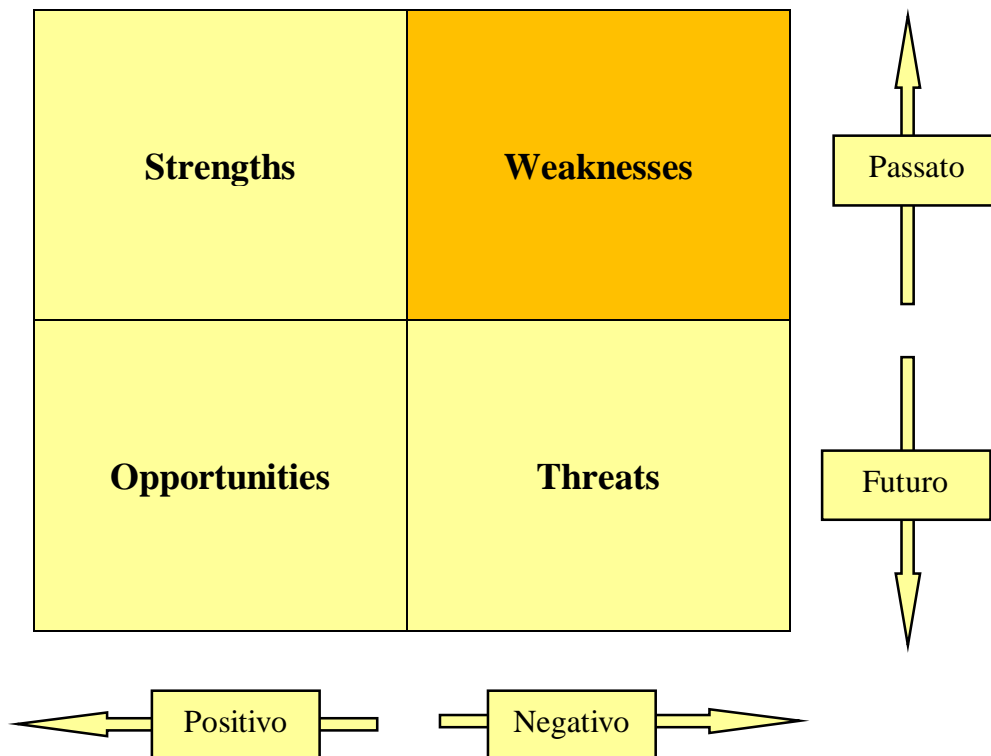 Strengths
Weaknesses
Passato
Opportunities
Threats
Futuro
Positivo
Negativo